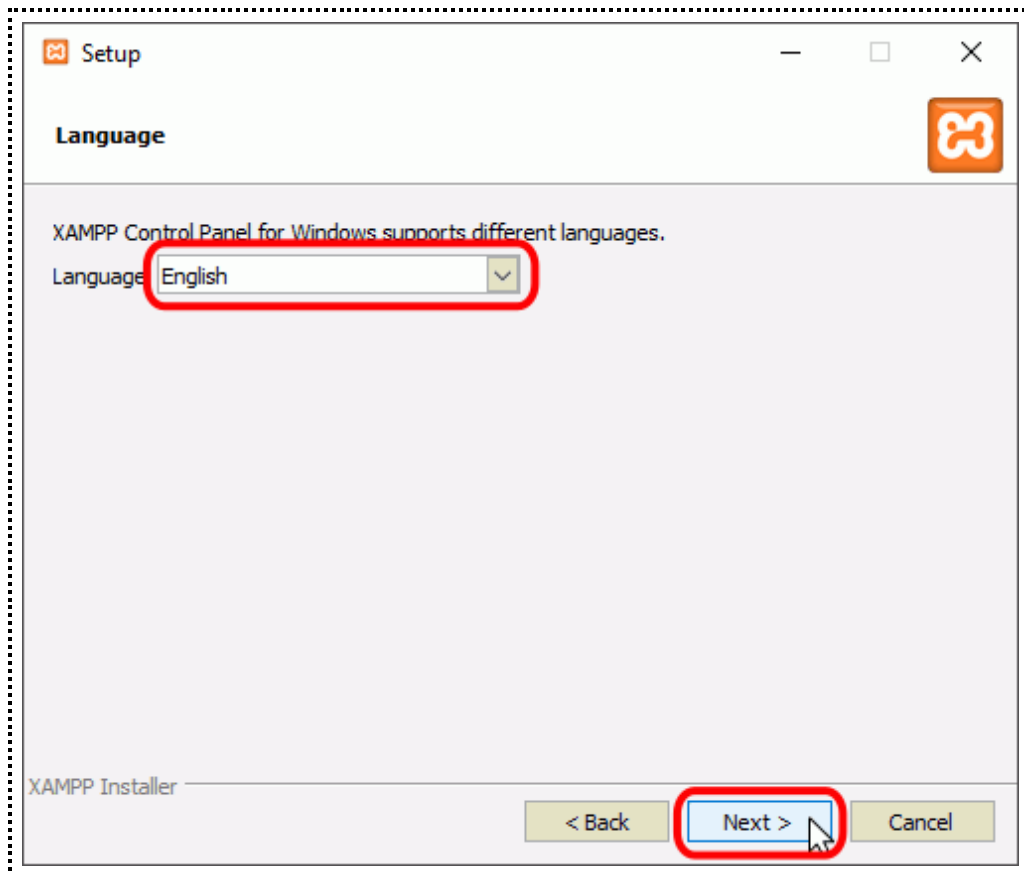 Setup
Language
XAMPP Control Panel for Windows supports different languages.
Language English
XAMPP Installer
< Back Next > Cancel